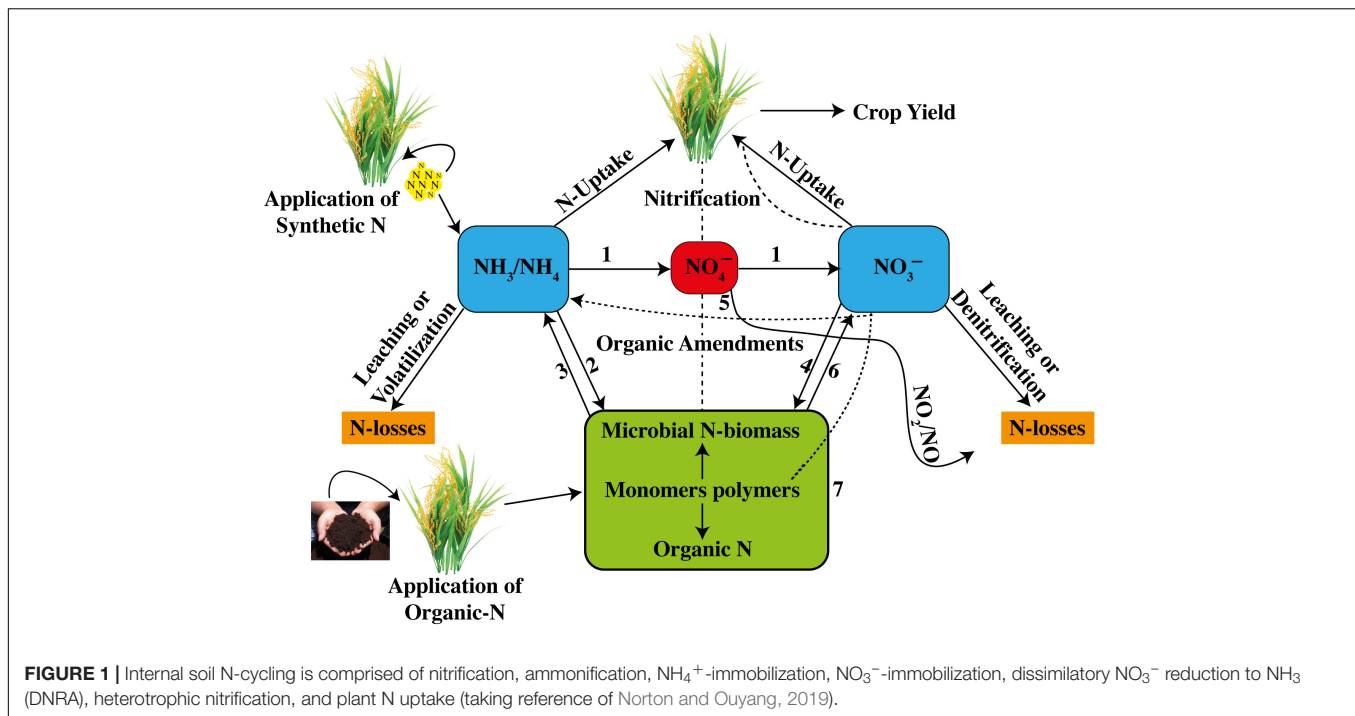 Crop Yield
N-Uptake
N-Uptake
Nitrification
N
N N N
N N N N
N N
Application of
Synthetic N
NH₃/NH₄
1
NO₄⁻
1
NO₃⁻
5
Leaching or
Volatilization
Organic Amendments
Leaching or
Denitrification
3
2
4
6
N-losses
NO₂/NO
N-losses
Microbial N-biomass
Monomers polymers
7
Organic N
Application of
Organic-N
FIGURE 1 | Internal soil N-cycling is comprised of nitrification, ammonification, NH₄⁺-immobilization, NO₃⁻-immobilization, dissimilatory NO₃⁻ reduction to NH₃
(DNRA), heterotrophic nitrification, and plant N uptake (taking reference of Norton and Ouyang, 2019).